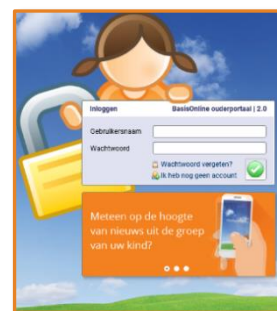 Inloggen BasisOnline ouderportaal | 2.0
Gebruikersnaam
Wachtwoord
Wachtwoord vergeten?
Ik heb nog geen account
Meteen op de hoogte
van nieuws uit de groep
van uw kind?